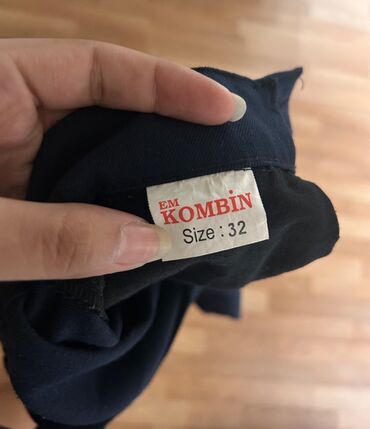 EM
KOMBİN
Size : 32